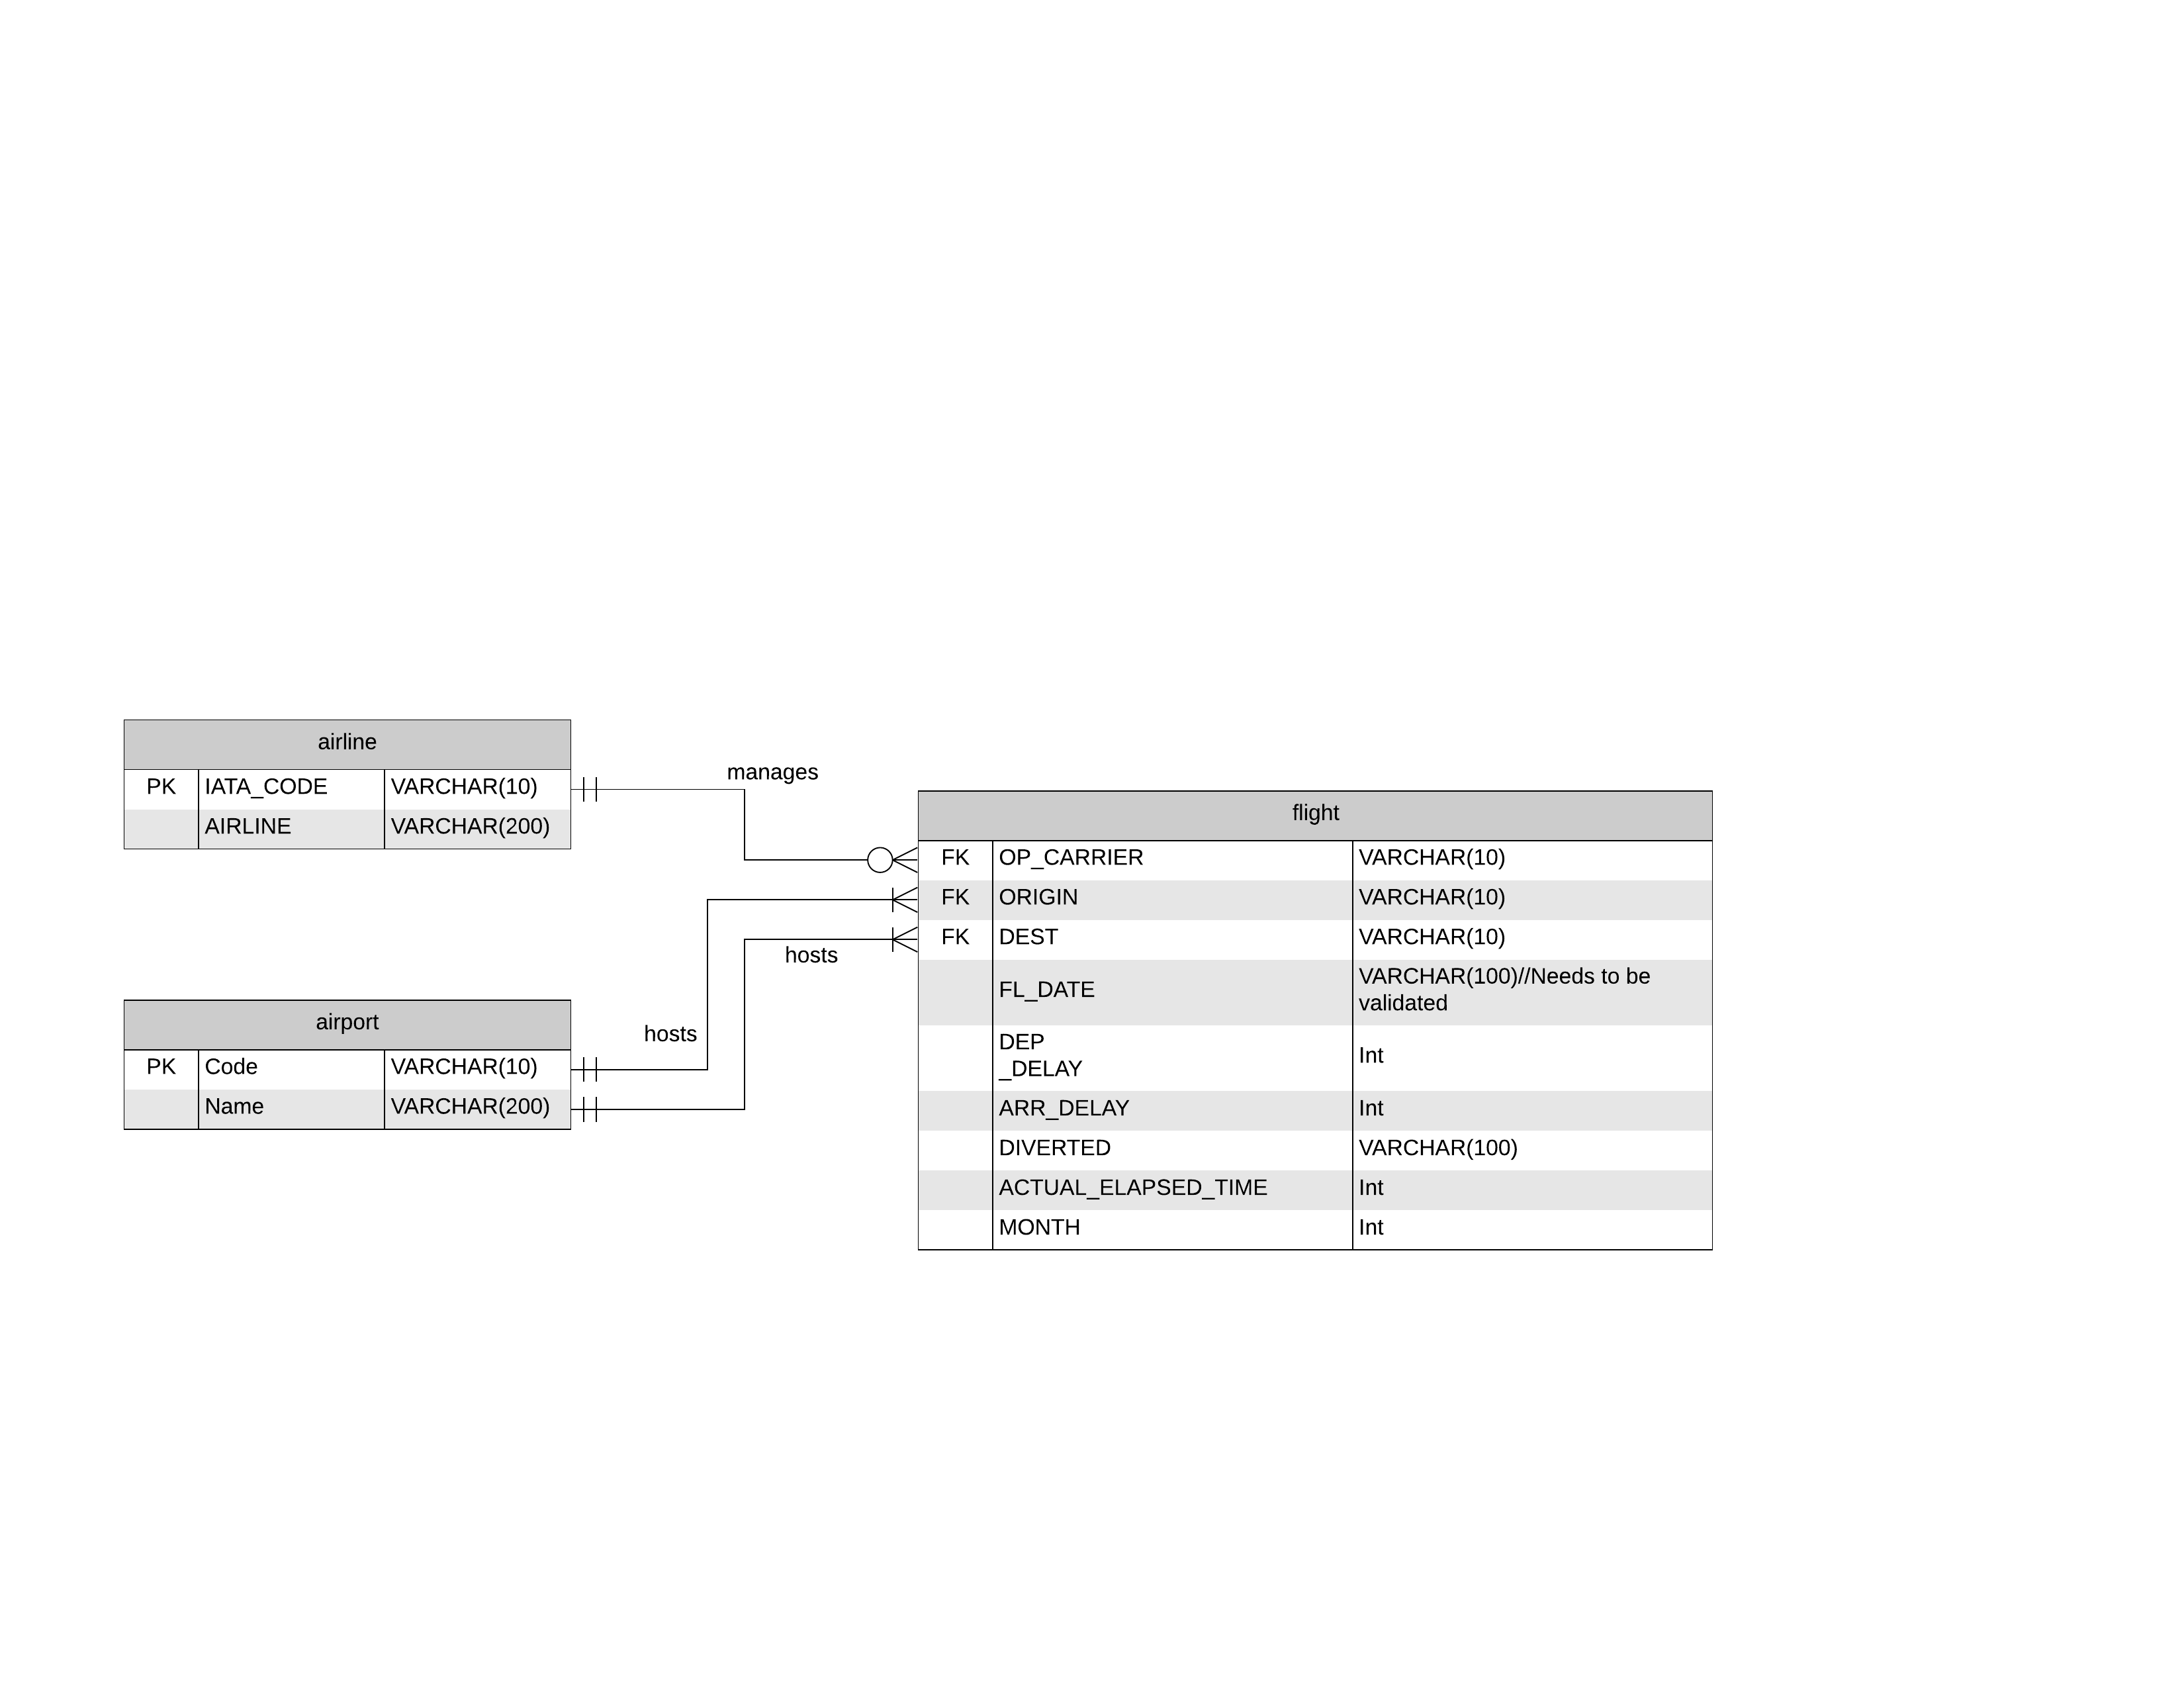 airline
PK IATA_CODE VARCHAR(10)
AIRLINE VARCHAR(200)
manages
flight
FK OP_CARRIER VARCHAR(10)
FK ORIGIN VARCHAR(10)
FK DEST VARCHAR(10)
FL_DATE VARCHAR(100)//Needs to be
validated
DEP
_DELAY Int
ARR_DELAY Int
DIVERTED VARCHAR(100)
ACTUAL_ELAPSED_TIME Int
MONTH Int
hosts
hosts
airport
PK Code VARCHAR(10)
Name VARCHAR(200)